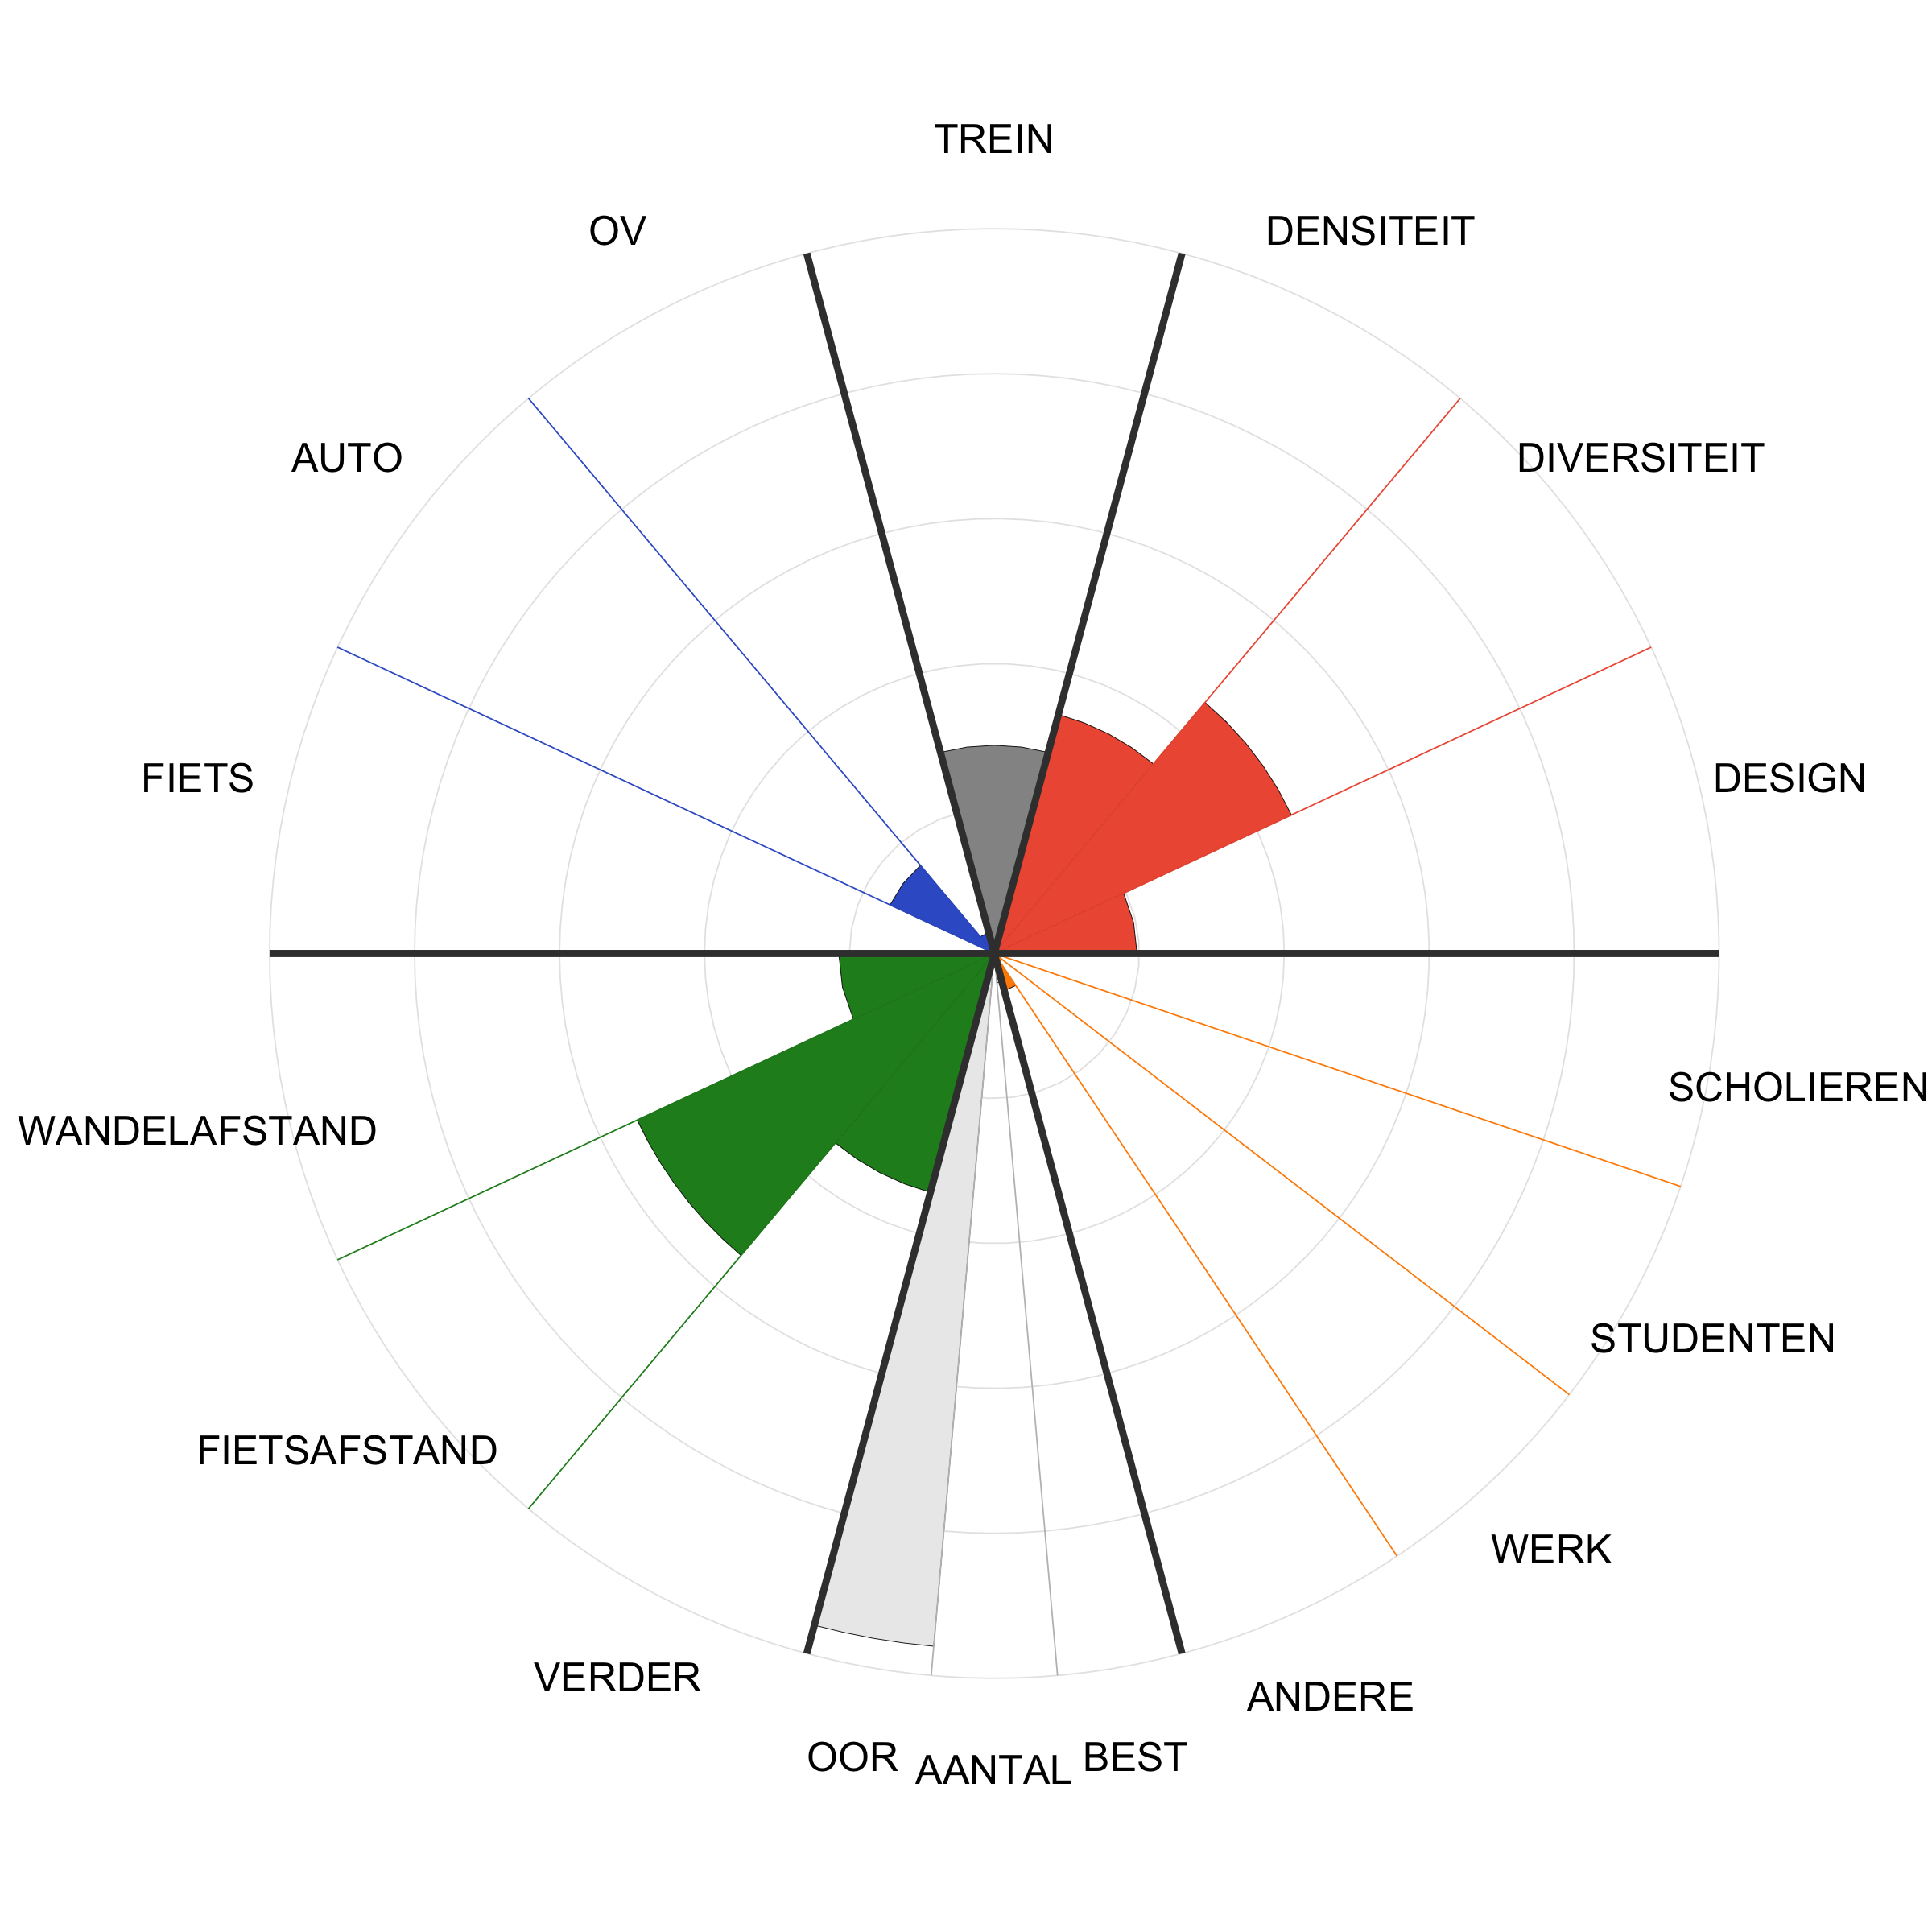 TREIN
OV
DENSITEIT
AUTO
DIVERSITEIT
FIETS
DESIGN
SCHOLIEREN
WANDELAFSTAND
STUDENTEN
FIETSAFSTAND
WERK
VERDER
ANDERE
OOR
AANTAL
BEST